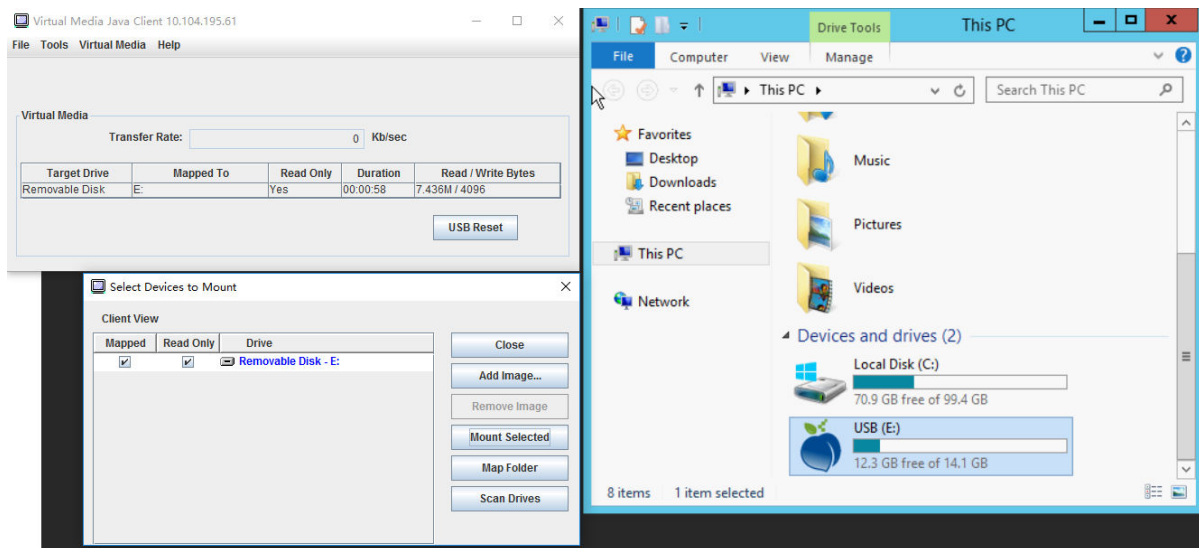 Virtual Media Java Client 10.104.195.61
File Tools Virtual Media Help
Virtual Media
Transfer Rate: 0 Kb/sec
Target Drive Mapped To Read Only Duration Read / Write Bytes
Removable Disk E: Yes 00:00:58 7.436M / 4096
USB Reset
Select Devices to Mount
Client View
Mapped Read Only Drive
Removable Disk - E:
Close
Add Image...
Remove Image
Mount Selected
Map Folder
Scan Drives
Drive Tools This PC
File Computer View Manage
This PC
Search This PC
Favorites
Desktop
Downloads
Recent places
This PC
Network
Music
Pictures
Videos
Devices and drives (2)
Local Disk (C:)
70.9 GB free of 99.4 GB
USB (E:)
12.3 GB free of 14.1 GB
8 items 1 item selected